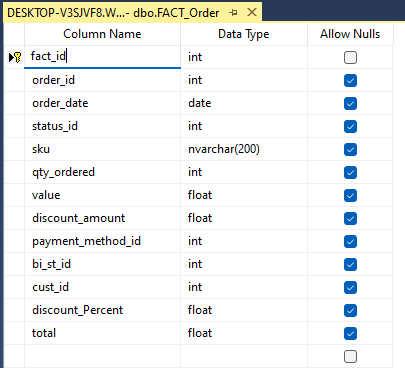 DESKTOP-V3SJVF8.W...- dbo.FACT_Order
Column Name Data Type Allow Nulls
fact_id int
order_id int
order_date date
status_id int
sku nvarchar(200)
qty_ordered int
value float
discount_amount float
payment_method_id int
bi_st_id int
cust_id int
discount_Percent float
total float